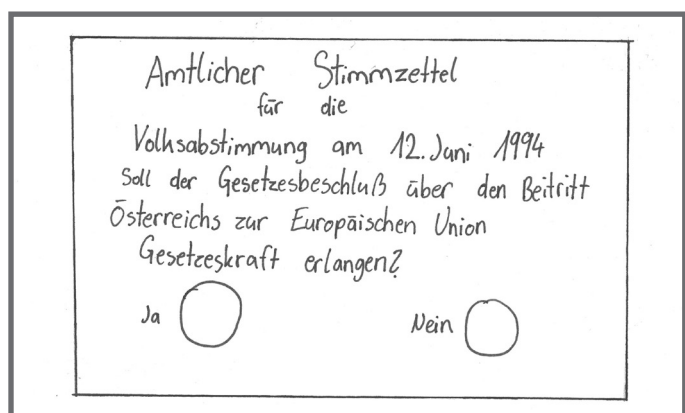 Amtlicher Stimmzettel
für die
Volksabstimmung am 12. Juni 1994
Soll der Gesetzesbeschluß über den Beitritt
Österreichs zur Europäischen Union
Gesetzeskraft erlangen?
Ja Nein